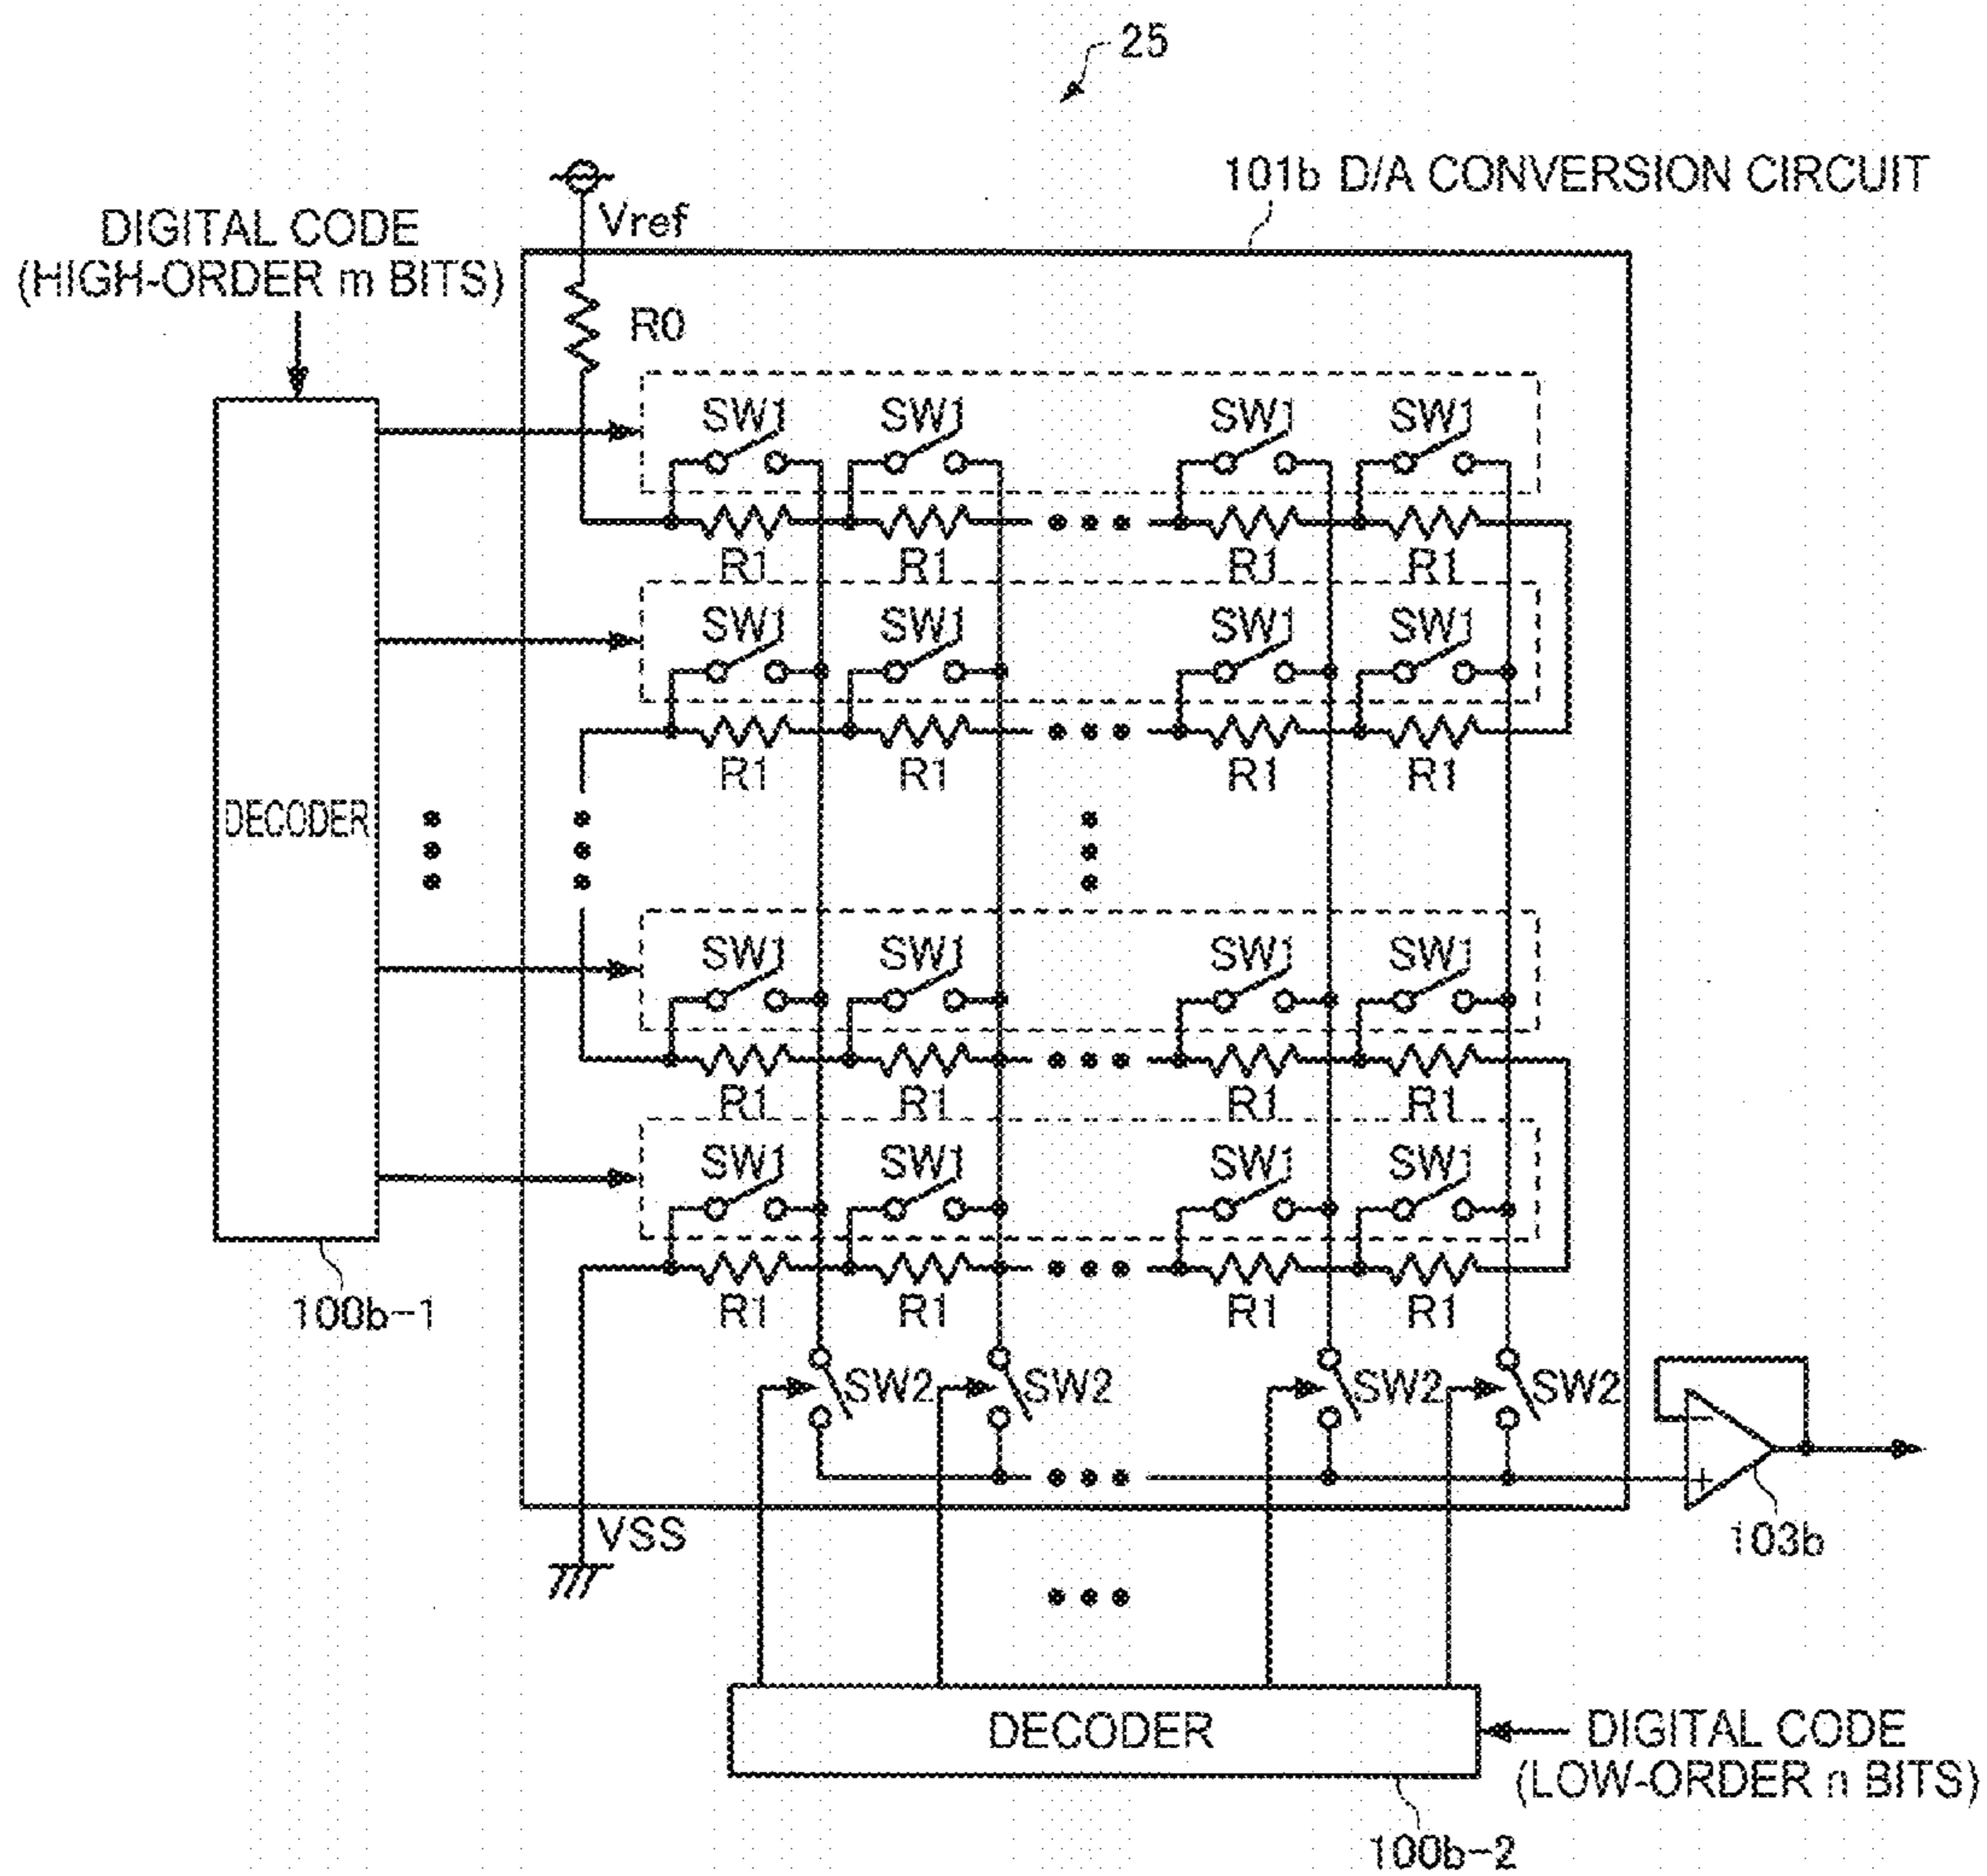 25
101b D/A CONVERSION CIRCUIT
Vref
DIGITAL CODE
(HIGH-ORDER m BITS)
R0
SW1 SW1 SW1 SW1
R1 R1 R1 R1
SW1 SW1 SW1 SW1
R1 R1 R1 R1
DECODER
SW1 SW1 SW1 SW1
R1 R1 R1 R1
SW1 SW1 SW1 SW1
R1 R1 R1 R1
100b-1
SW2 SW2 SW2 SW2
−
+
VSS
103b
DECODER
DIGITAL CODE
(LOW-ORDER n BITS)
100b-2